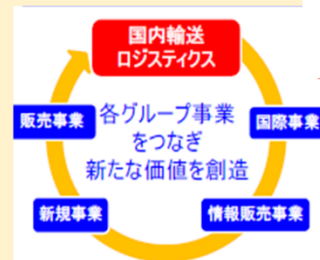 国内輸送
ロジスティクス
販売事業
各グループ事業
をつなぎ
新たな価値を創造
国際事業
新規事業
情報販売事業